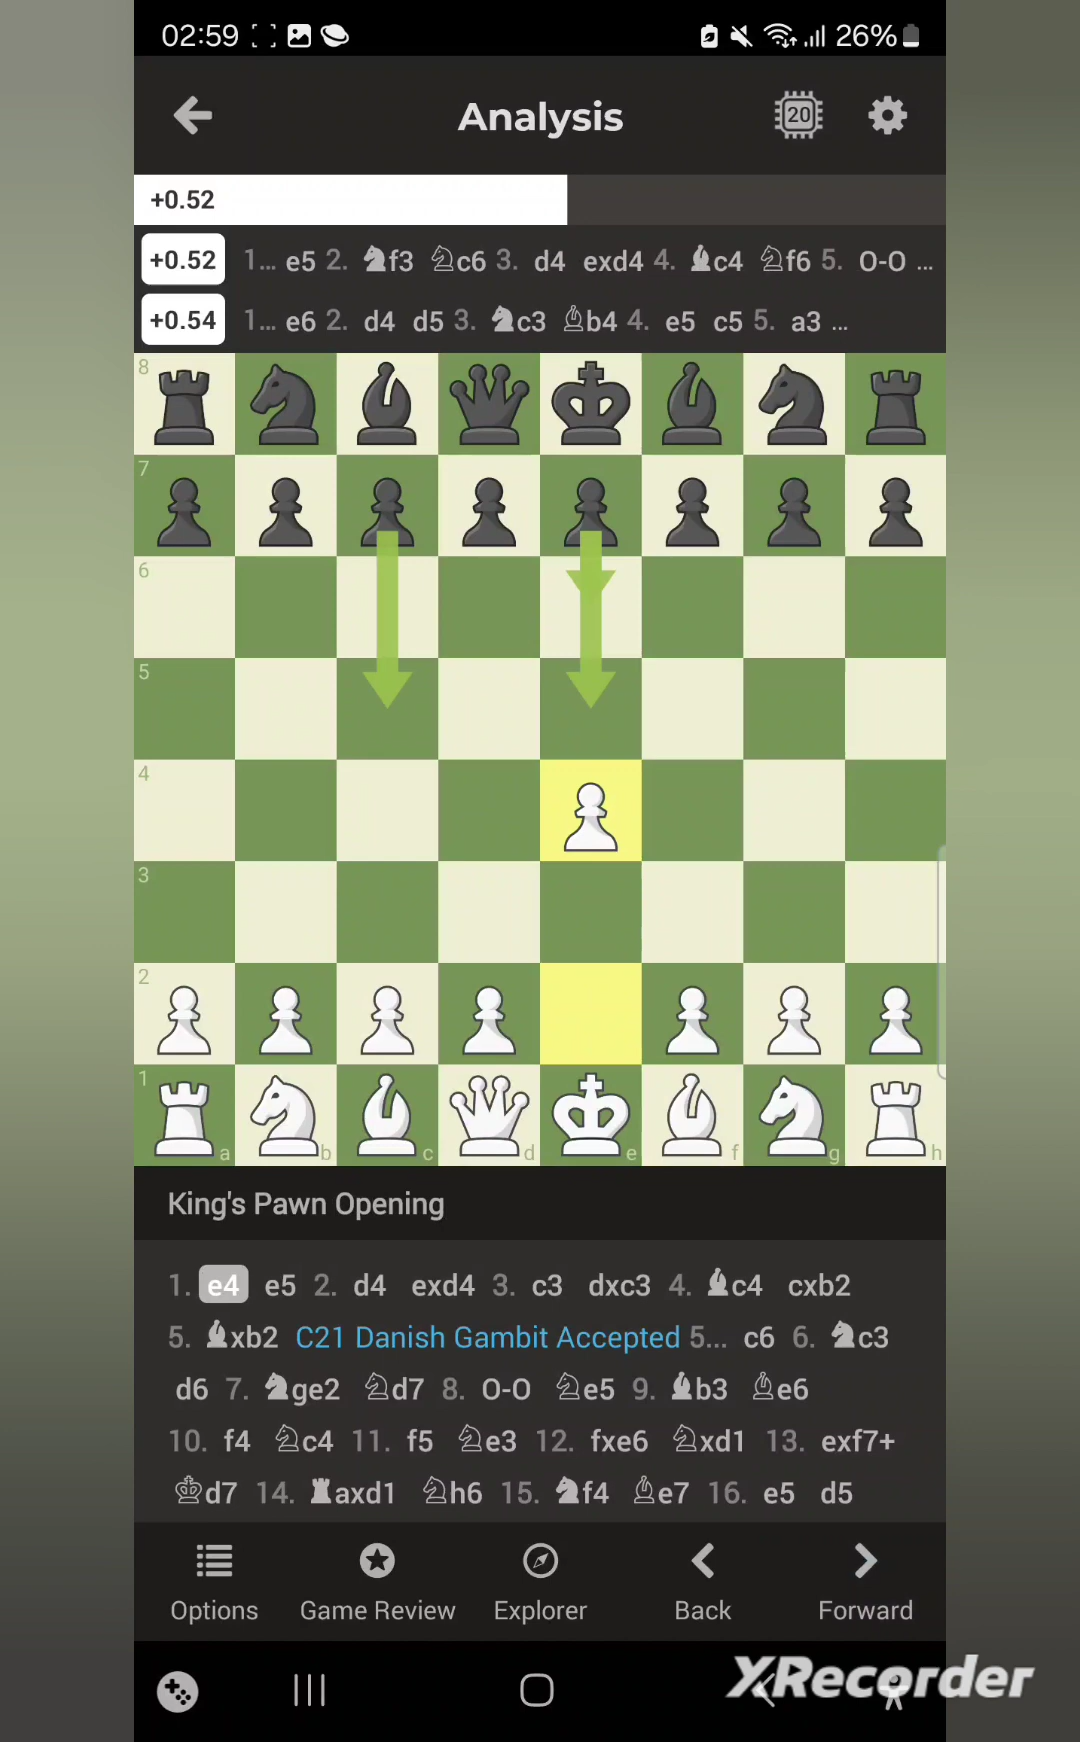 02:59 26%
Analysis 20
+0.52
+0.52 1... e5 2. ♞f3 ♘c6 3. d4 exd4 4. ♝c4 ♘f6 5. O-O ...
+0.54 1... e6 2. d4 d5 3. ♞c3 ♗b4 4. e5 c5 5. a3 ...
8
7
6
5
4
3
2
1
a b c d e f g h
King's Pawn Opening
1. e4 e5 2. d4 exd4 3. c3 dxc3 4. ♝c4 cxb2
5. ♝xb2 C21 Danish Gambit Accepted 5... c6 6. ♞c3
d6 7. ♞ge2 ♘d7 8. O-O ♘e5 9. ♝b3 ♗e6
10. f4 ♘c4 11. f5 ♘e3 12. fxe6 ♘xd1 13. exf7+
♔d7 14. ♜axd1 ♘h6 15. ♞f4 ♗e7 16. e5 d5
Options Game Review Explorer Back Forward
XRecorder